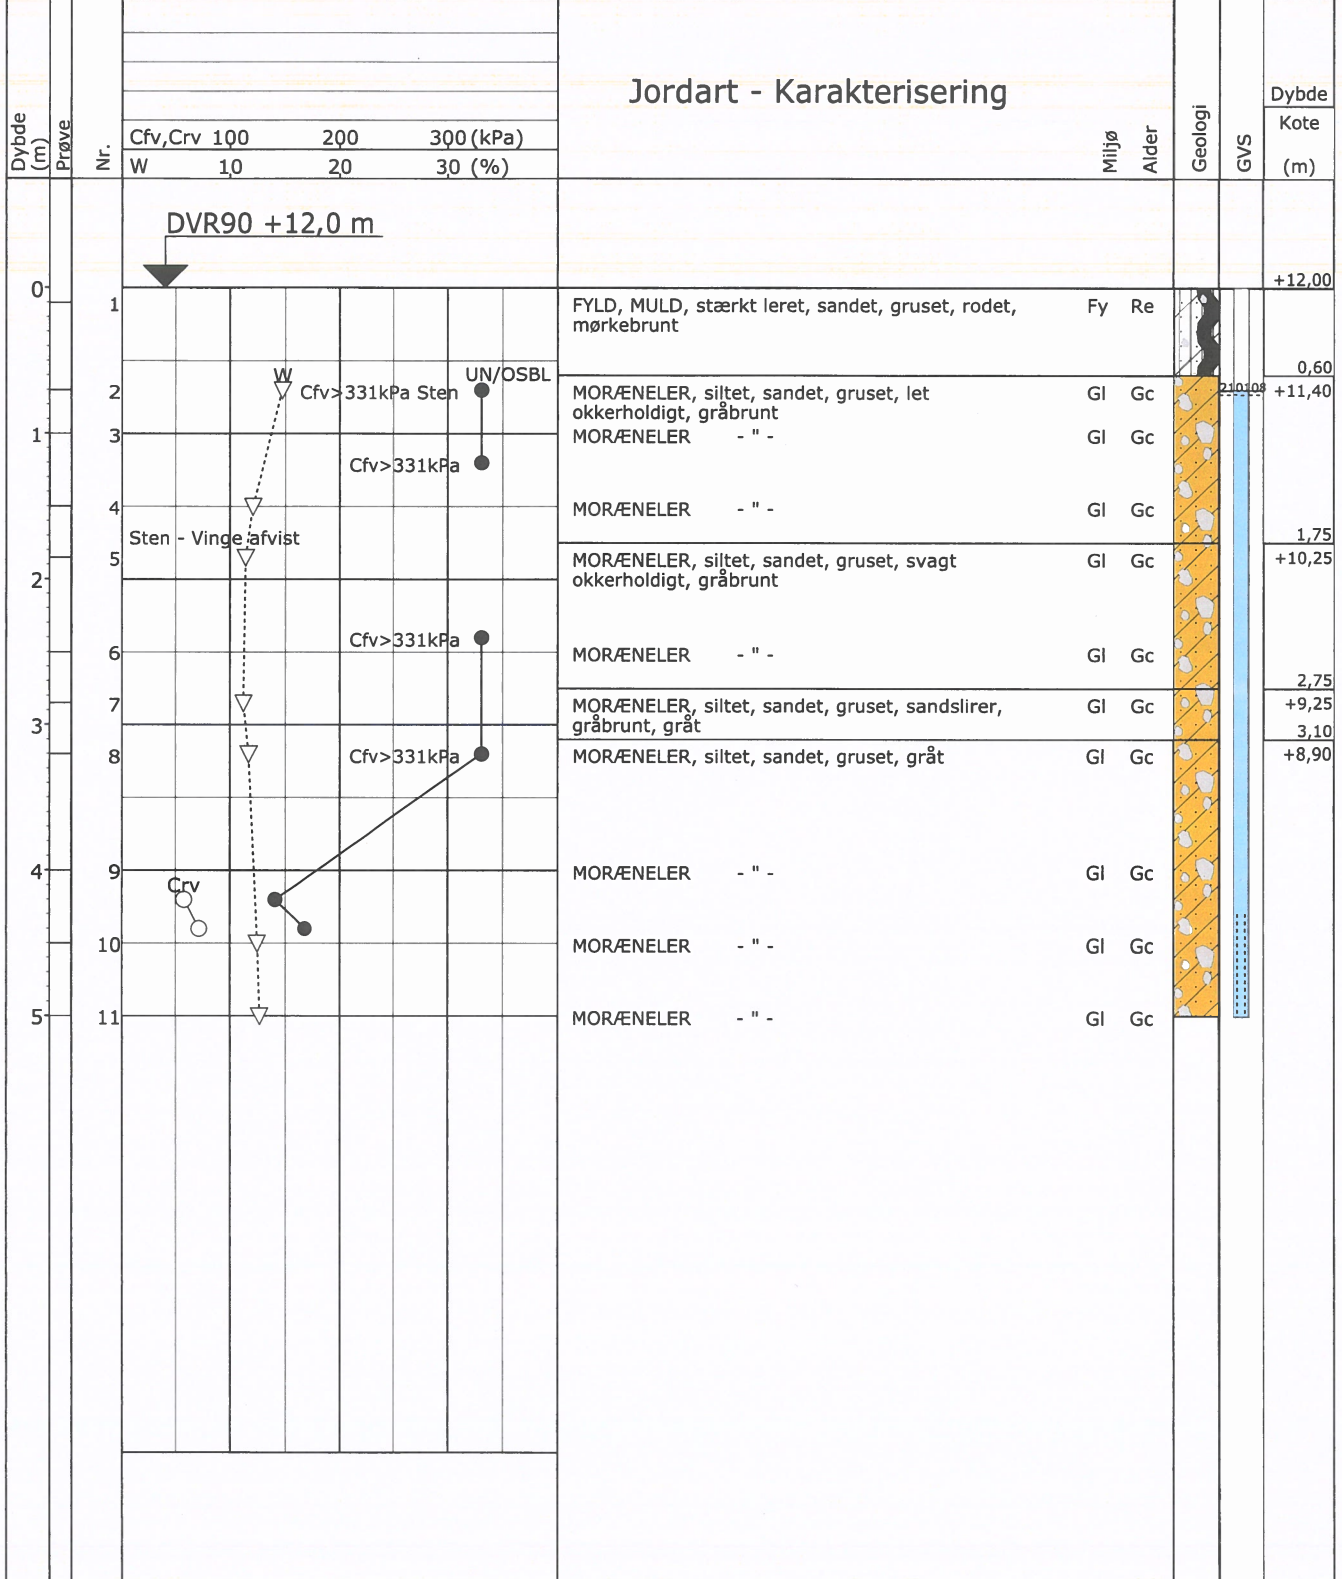 Jordart - Karakterisering
Dybde (m)
Prøve
Nr.
Cfv,Crv 100 200 300 (kPa)
W 10 20 30 (%)
Miljø
Alder
Geologi
GVS
Dybde
Kote
(m)
DVR90 +12,0 m
+12,00
0
1 FYLD, MULD, stærkt leret, sandet, gruset, rodet, Fy Re
mørkebrunt
0,60
W UN/OSBL
2 Cfv>331kPa Sten MORÆNELER, siltet, sandet, gruset, let Gl Gc 210108 +11,40
okkerholdigt, gråbrunt
1 3 MORÆNELER - " - Gl Gc
Cfv>331kPa
4 MORÆNELER - " - Gl Gc
Sten - Vinge afvist 1,75
5 MORÆNELER, siltet, sandet, gruset, svagt Gl Gc +10,25
2 okkerholdigt, gråbrunt
Cfv>331kPa
6 MORÆNELER - " - Gl Gc
2,75
7 MORÆNELER, siltet, sandet, gruset, sandslirer, Gl Gc +9,25
3 gråbrunt, gråt 3,10
8 Cfv>331kPa MORÆNELER, siltet, sandet, gruset, gråt Gl Gc +8,90
4 9 MORÆNELER - " - Gl Gc
Crv
10 MORÆNELER - " - Gl Gc
5 11 MORÆNELER - " - Gl Gc